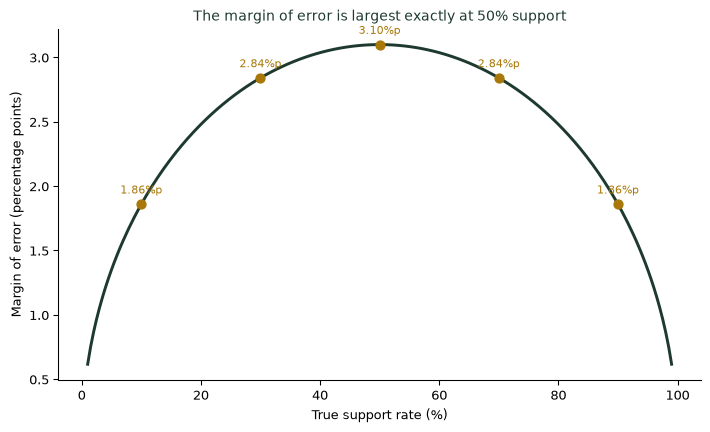 The margin of error is largest exactly at 50% support
3.10%p
2.84%p
2.84%p
1.86%p
1.86%p
Margin of error (percentage points)
3.0
2.5
2.0
1.5
1.0
0.5
0
20
40
60
80
100
True support rate (%)